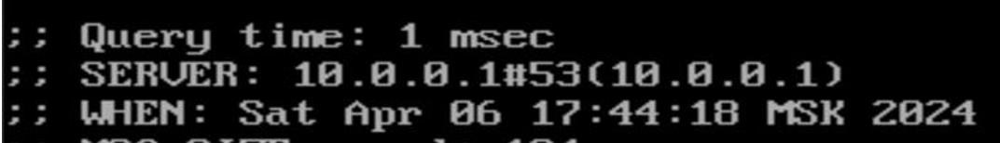 ;; Query time: 1 msec
;; SERVER: 10.0.0.1#53(10.0.0.1)
;; WHEN: Sat Apr 06 17:44:18 MSK 2024